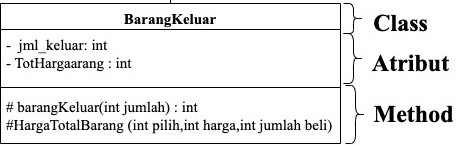 BarangKeluar
Class
- jml_keluar: int
- TotHargaarang : int
Atribut
# barangKeluar(int jumlah) : int
#HargaTotalBarang (int pilih,int harga,int jumlah beli)
Method